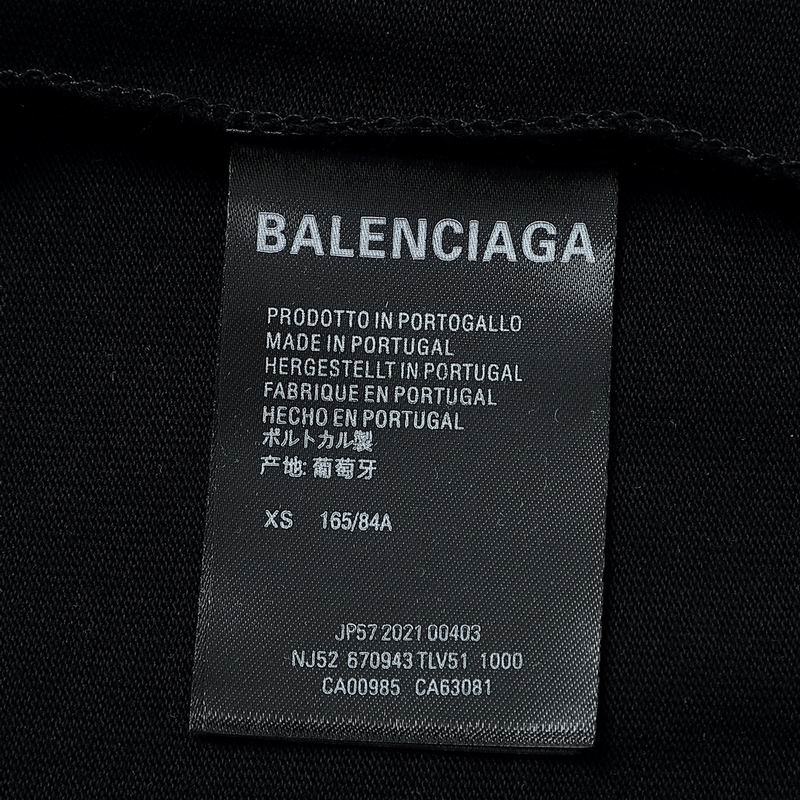 BALENCIAGA
PRODOTTO IN PORTOGALLO
MADE IN PORTUGAL
HERGESTELLT IN PORTUGAL
FABRIQUE EN PORTUGAL
HECHO EN PORTUGAL
ポルトカル製
产地: 葡萄牙
XS 165/84A
JP57 2021 00403
NJ52 670943 TLV51 1000
CA00985 CA63081